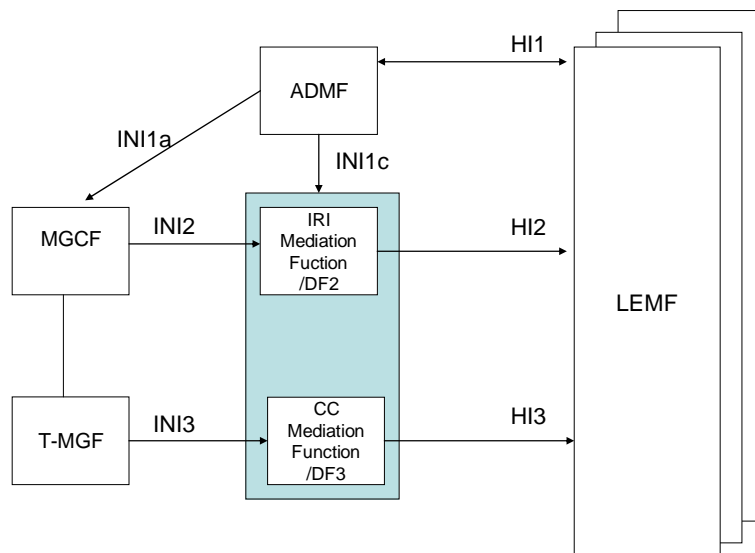 HI1
ADMF
INI1a
INI1c
MGCF
INI2
IRI
Mediation
Fuction
/DF2
HI2
LEMF
T-MGF
INI3
CC
Mediation
Function
/DF3
HI3